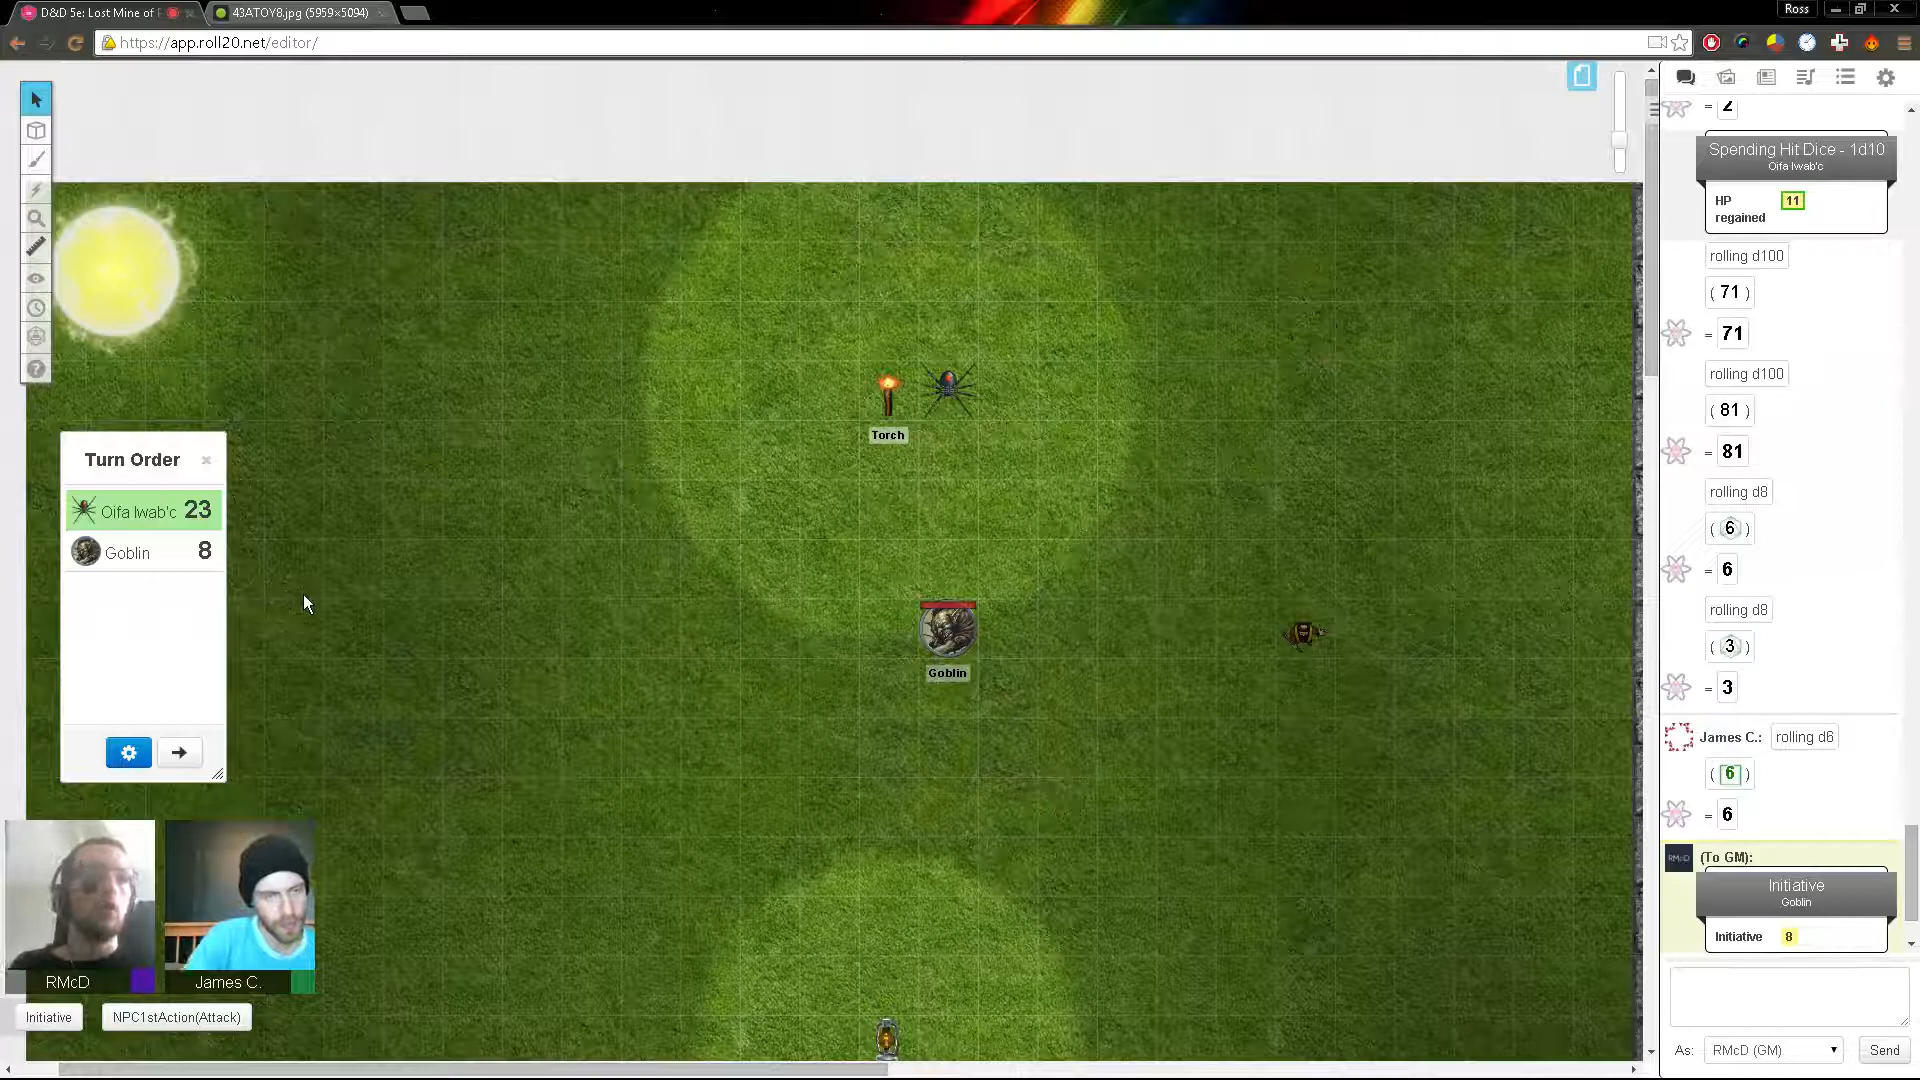 D&D 5e: Lost Mine of
43ATOY8.jpg (5959×5094)
Ross
https://app.roll20.net/editor/
= 2
Spending Hit Dice - 1d10
Oifa Iwab'c
HP regained 11
rolling d100
( 71 )
= 71
rolling d100
( 81 )
= 81
rolling d8
( 6 )
= 6
rolling d8
( 3 )
= 3
James C.: rolling d6
( 6 )
= 6
RMcD (To GM):
Initiative
Goblin
Initiative 8
As: RMcD (GM) Send
Torch
Goblin
Turn Order ×
Oifa Iwab'c 23
Goblin 8
RMcD
James C.
Initiative
NPC1stAction(Attack)